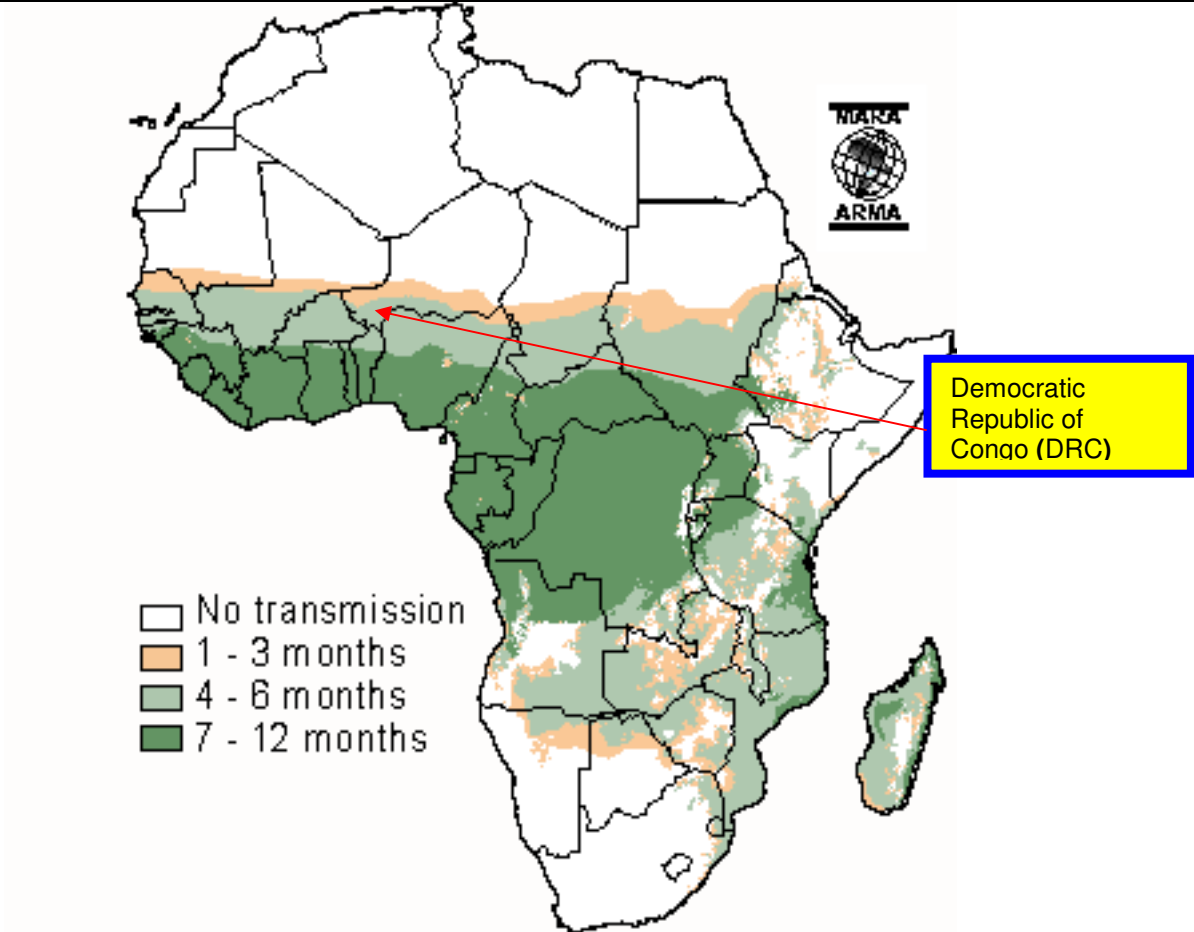 MARA
ARMA
Democratic
Republic of
Congo (DRC)
No transmission
1 - 3 months
4 - 6 months
7 - 12 months